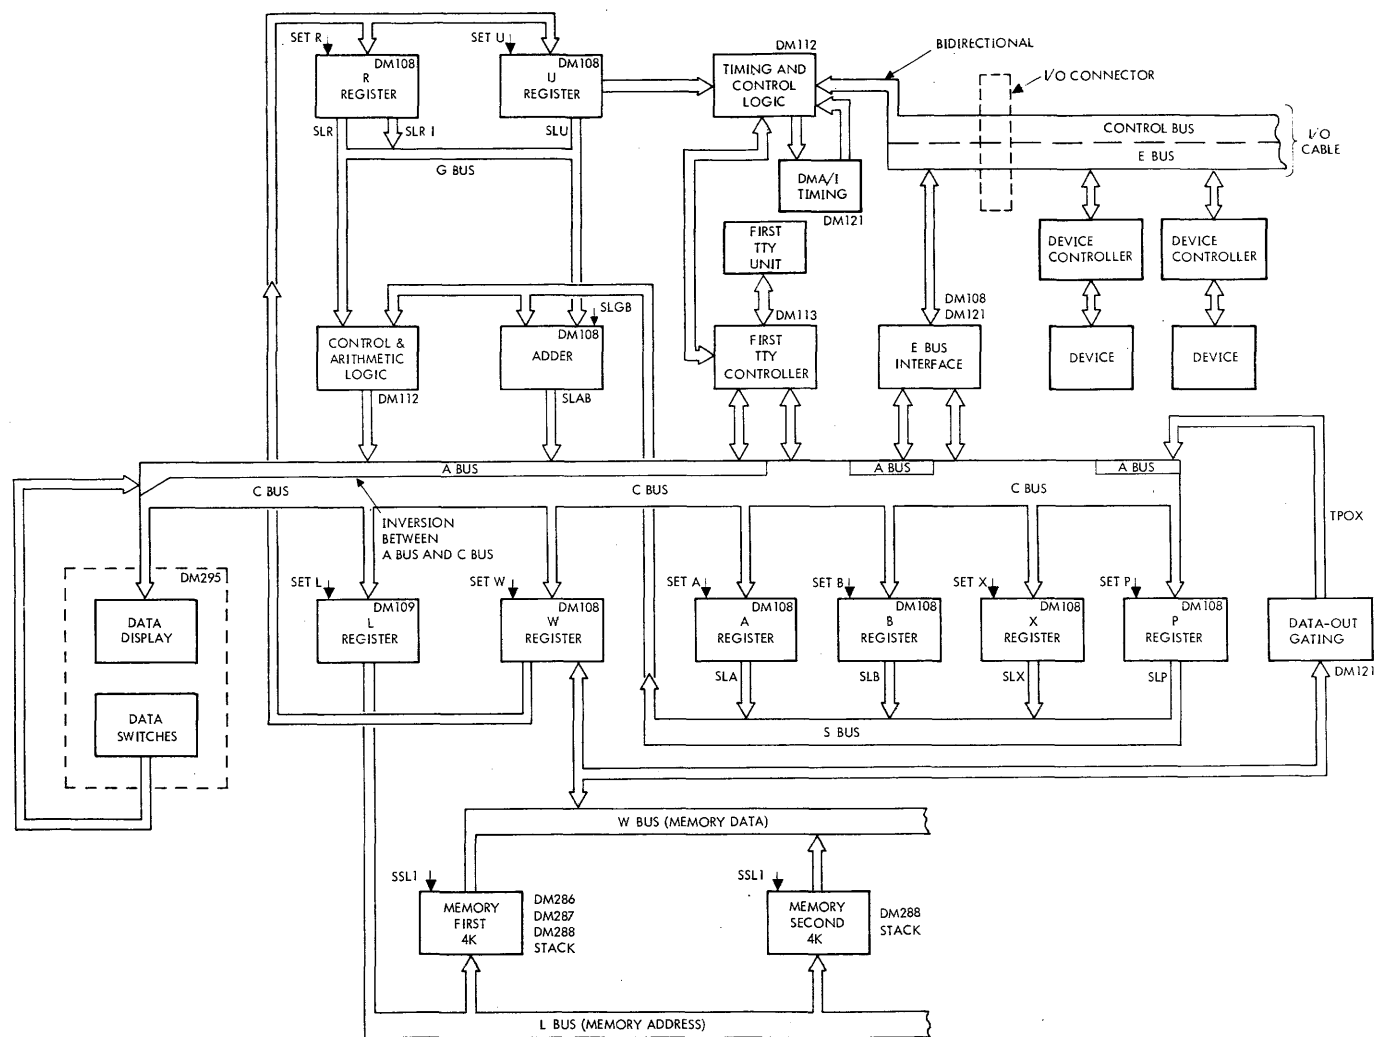 SET R
DM108
R
REGISTER
SET U
DM108
U
REGISTER
DM112
TIMING AND
CONTROL
LOGIC
BIDIRECTIONAL
I/O CONNECTOR
CONTROL BUS
E BUS
I/O
CABLE
SLR
SLR 1
SLU
G BUS
DMA/I
TIMING
DM121
FIRST
TTY
UNIT
DEVICE
CONTROLLER
DEVICE
CONTROLLER
SLGB
CONTROL &
ARITHMETIC
LOGIC
DM112
DM108
ADDER
SLAB
DM113
FIRST
TTY
CONTROLLER
DM108
DM121
E BUS
INTERFACE
DEVICE
DEVICE
A BUS
A BUS
A BUS
C BUS
C BUS
C BUS
INVERSION
BETWEEN
A BUS AND C BUS
TPOX
DM295
DATA
DISPLAY
DATA
SWITCHES
SET L
DM109
L
REGISTER
SET W
DM108
W
REGISTER
SET A
DM108
A
REGISTER
SET B
DM108
B
REGISTER
SET X
DM108
X
REGISTER
SET P
DM108
P
REGISTER
DATA-OUT
GATING
DM121
SLA
SLB
SLX
SLP
S BUS
W BUS (MEMORY DATA)
SSL1
MEMORY
FIRST
4K
DM286
DM287
DM288
STACK
SSL1
MEMORY
SECOND
4K
DM288
STACK
L BUS (MEMORY ADDRESS)